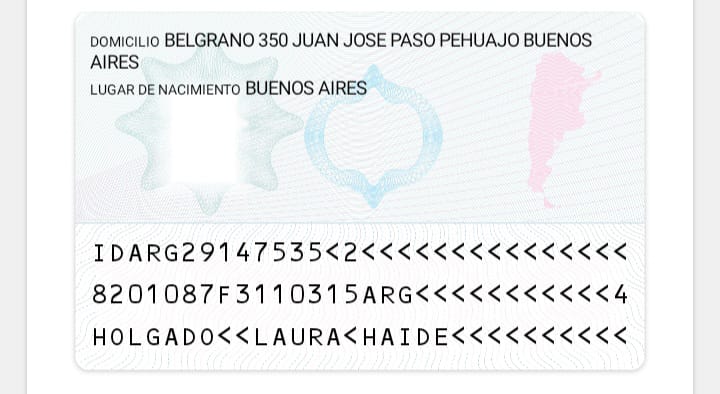 DOMICILIO BELGRANO 350 JUAN JOSE PASO PEHUAJO BUENOS
AIRES
LUGAR DE NACIMIENTO BUENOS AIRES
IDARG29147535<2<<<<<<<<<<<<<<<
8201087F3110315ARG<<<<<<<<<<<4
HOLGADO<<LAURA<HAIDE<<<<<<<<<<